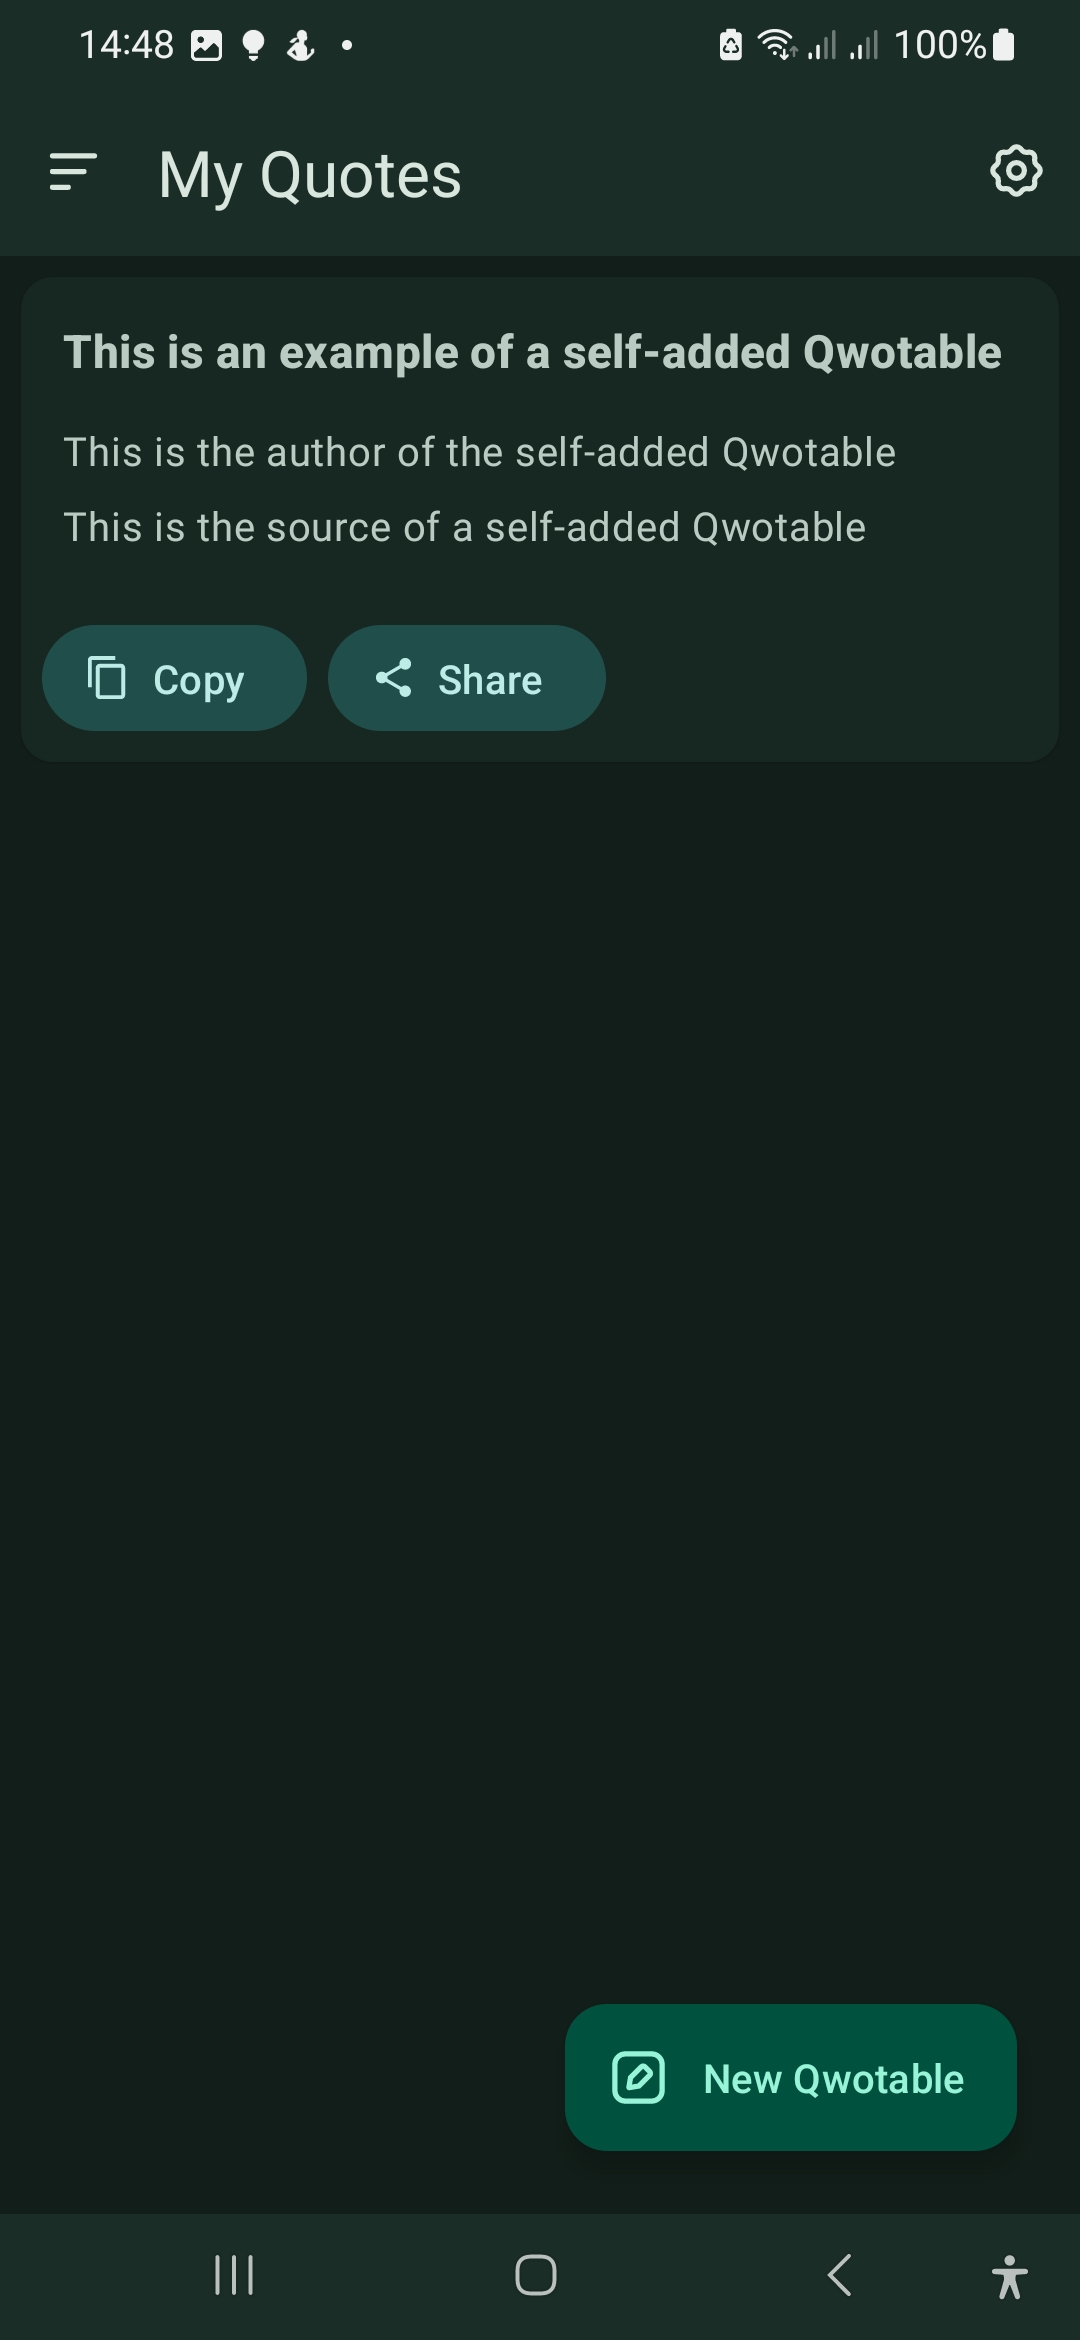 14:48
100%
My Quotes
This is an example of a self-added Qwotable
This is the author of the self-added Qwotable
This is the source of a self-added Qwotable
Copy
Share
New Qwotable